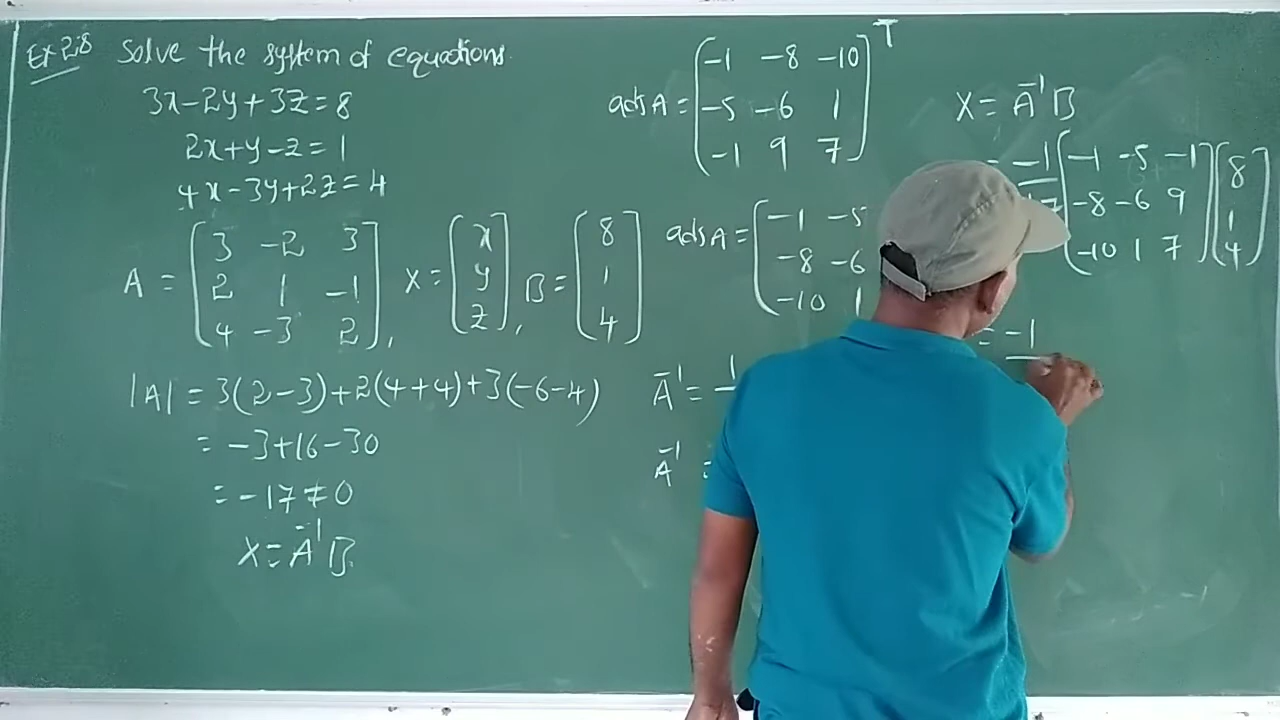 Ex 2.8 Solve the system of equations.
3x-2y+3z=8
2x+y-z=1
4x-3y+2z=4
A = [3 -2 3
2 1 -1
4 -3 2], X = [x
y
z], B = [8
1
4]
|A| = 3(2-3)+2(4+4)+3(-6-4)
= -3+16-30
= -17≠0
X = A⁻¹B.
adj A = [-1 -8 -10
-5 -6 1
-1 9 7]ᵀ
adj A = [-1 -5
-8 -6
-10 1
A⁻¹ = 1
A⁻¹ =
X = A⁻¹B
= -1 [-1 -5 -1
-8 -6 9
-10 1 7] [8
1
4]
= -1